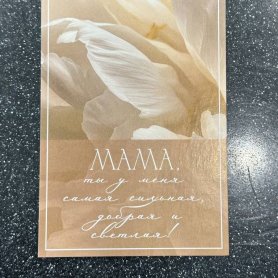 МАМА,
ты у меня
самая сильная,
добрая и
светлая!